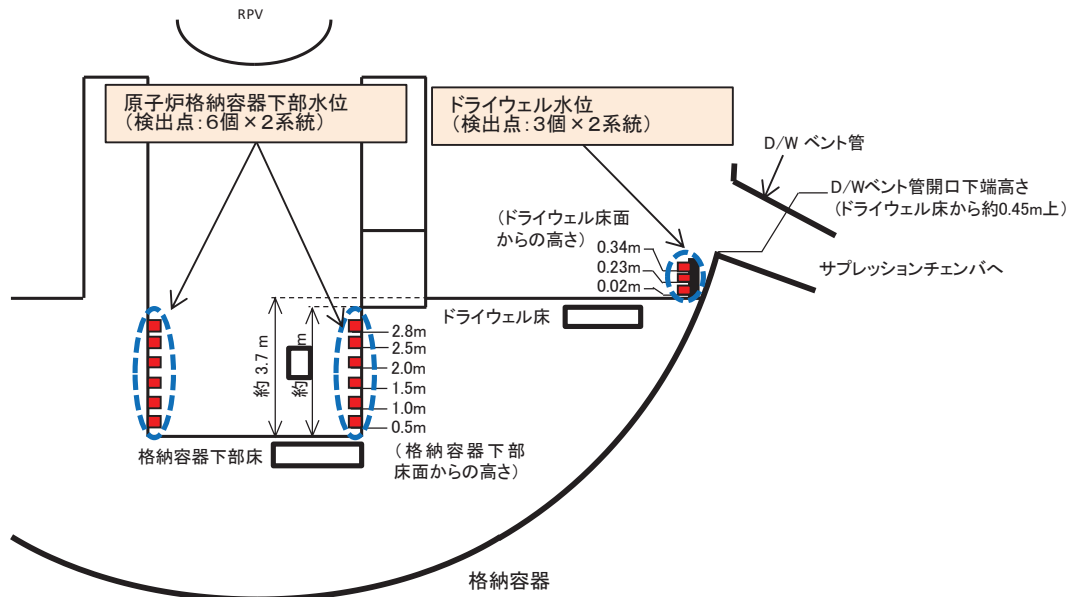 RPV
原子炉格納容器下部水位
(検出点:6個×2系統)
ドライウェル水位
(検出点:3個×2系統)
D/W ベント管
D/Wベント管開口下端高さ
(ドライウェル床から約0.45m上)
(ドライウェル床面
からの高さ)
0.34m
0.23m
0.02m
サプレッションチェンバへ
ドライウェル床
約 3.7 m
約 m
2.8m
2.5m
2.0m
1.5m
1.0m
0.5m
格納容器下部床
(格納容器下部
床面からの高さ)
格納容器